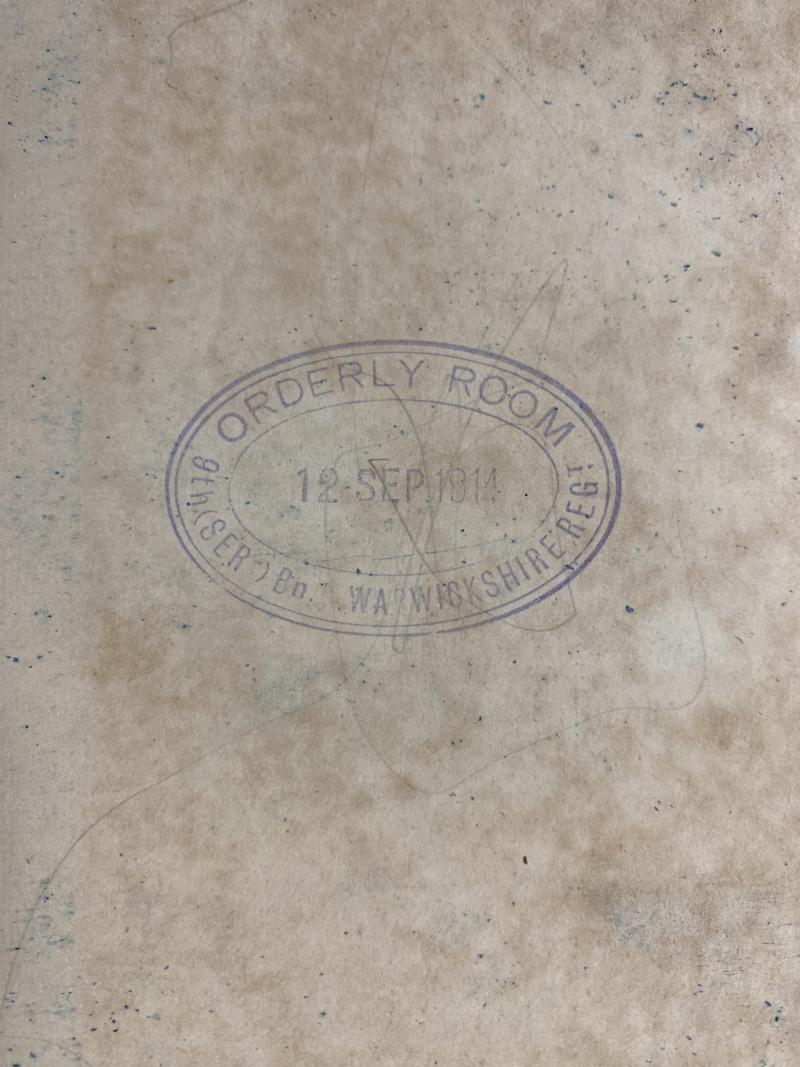 ORDERLY ROOM
12 SEP 1914
9th (SER.) Bn. WARWICKSHIRE REGT